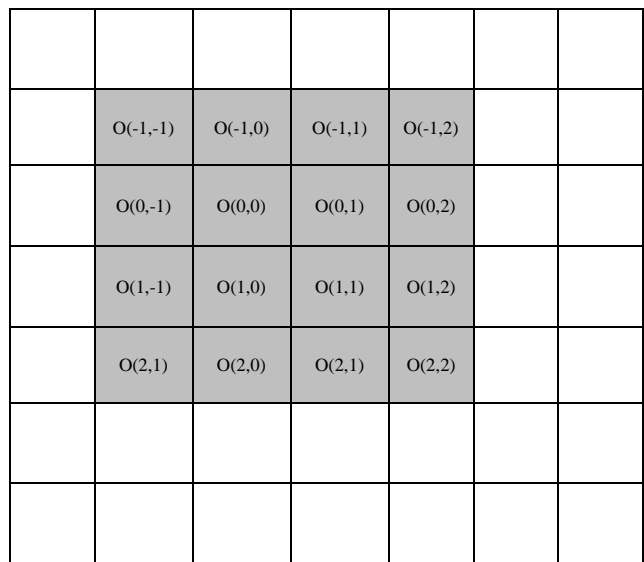 O(-1,-1) O(-1,0) O(-1,1) O(-1,2)
O(0,-1) O(0,0) O(0,1) O(0,2)
O(1,-1) O(1,0) O(1,1) O(1,2)
O(2,1) O(2,0) O(2,1) O(2,2)